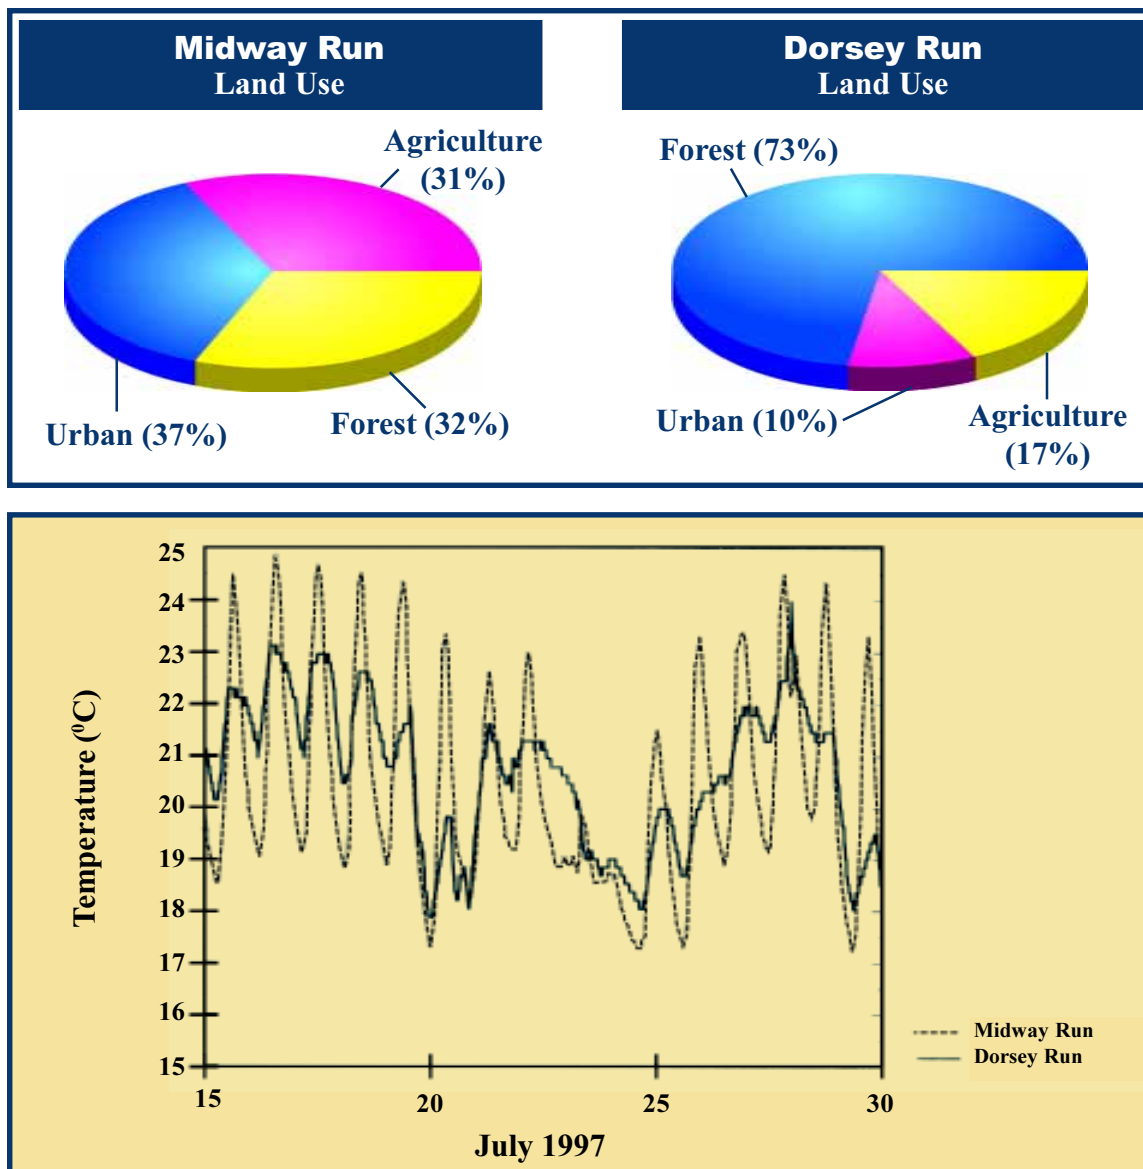 Midway Run
Land Use
Dorsey Run
Land Use
Agriculture
(31%)
Urban (37%)
Forest (32%)
Forest (73%)
Urban (10%)
Agriculture
(17%)
Temperature (⁰C)
25
24
23
22
21
20
19
18
17
16
15
15
20
25
30
July 1997
Midway Run
Dorsey Run